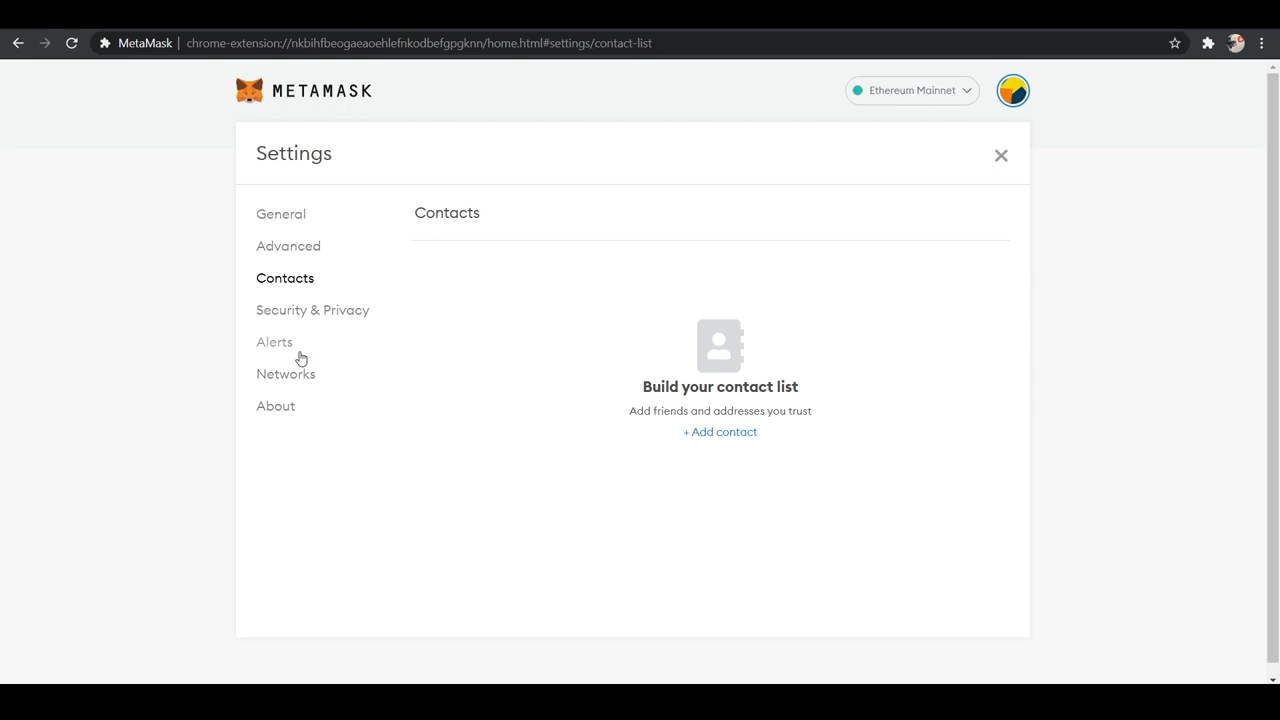 MetaMask chrome-extension://nkbihfbeogaeaoehlefnkodbefgpgknn/home.html#settings/contact-list
METAMASK
Ethereum Mainnet
Settings
General
Advanced
Contacts
Security & Privacy
Alerts
Networks
About
Contacts
Build your contact list
Add friends and addresses you trust
+ Add contact